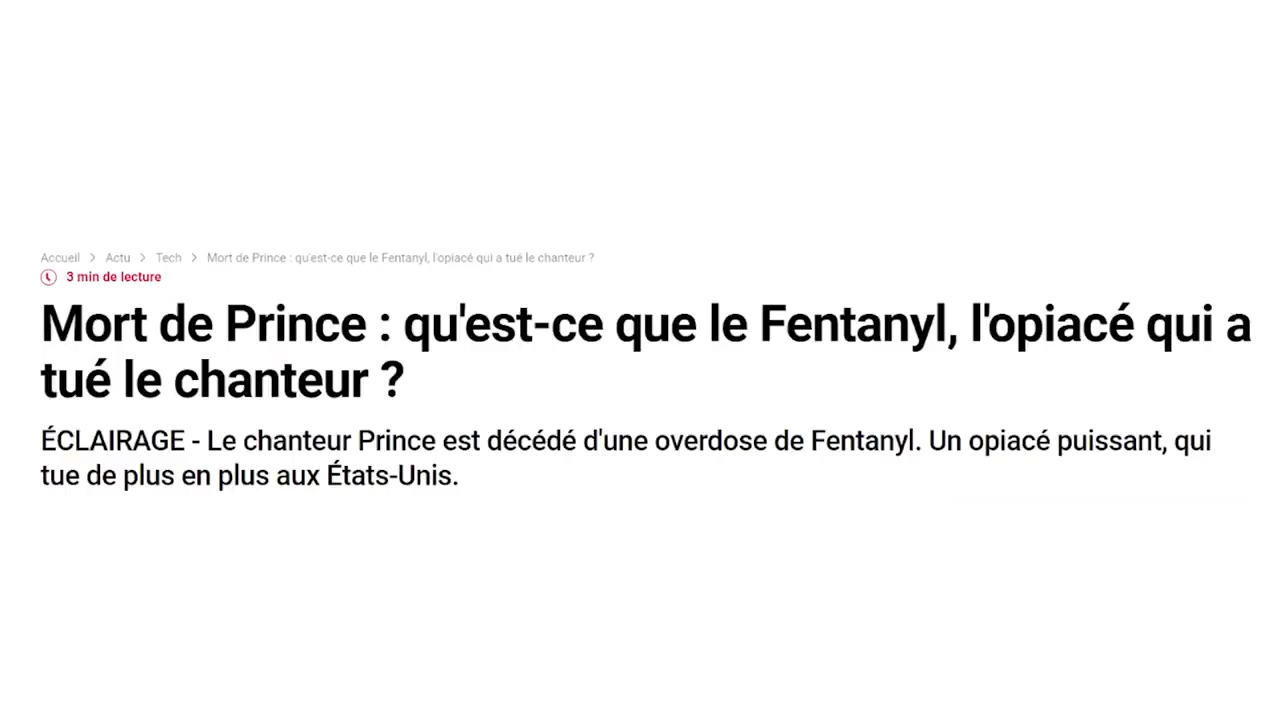 Accueil > Actu > Tech > Mort de Prince : qu'est-ce que le Fentanyl, l'opiacé qui a tué le chanteur ?
3 min de lecture
Mort de Prince : qu'est-ce que le Fentanyl, l'opiacé qui a
tué le chanteur ?
ÉCLAIRAGE - Le chanteur Prince est décédé d'une overdose de Fentanyl. Un opiacé puissant, qui
tue de plus en plus aux États-Unis.